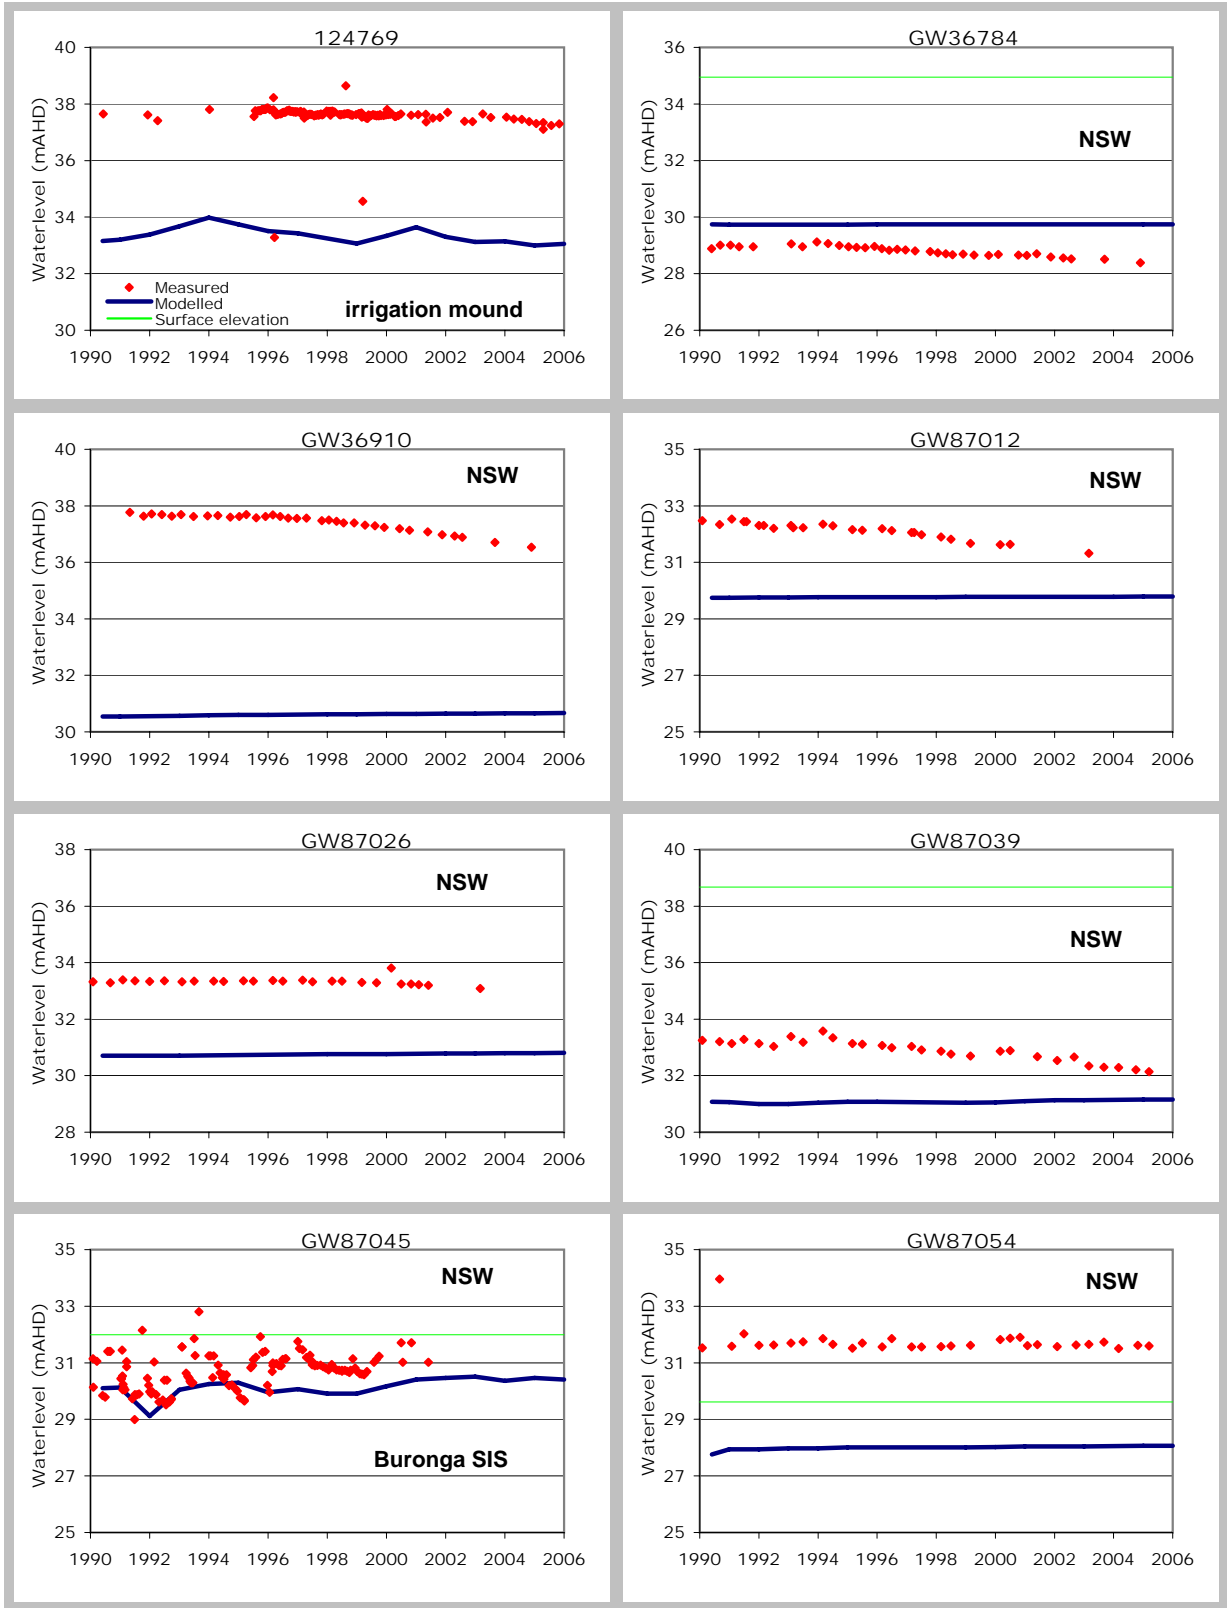 124769
40
38
36
34
32
30
Waterlevel (mAHD)
Measured
Modelled
Surface elevation
irrigation mound
1990 1992 1994 1996 1998 2000 2002 2004 2006
GW36784
36
34
32
30
28
26
Waterlevel (mAHD)
NSW
1990 1992 1994 1996 1998 2000 2002 2004 2006
GW36910
40
38
36
34
32
30
Waterlevel (mAHD)
NSW
1990 1992 1994 1996 1998 2000 2002 2004 2006
GW87012
35
33
31
29
27
25
Waterlevel (mAHD)
NSW
1990 1992 1994 1996 1998 2000 2002 2004 2006
GW87026
38
36
34
32
30
28
Waterlevel (mAHD)
NSW
1990 1992 1994 1996 1998 2000 2002 2004 2006
GW87039
40
38
36
34
32
30
Waterlevel (mAHD)
NSW
1990 1992 1994 1996 1998 2000 2002 2004 2006
GW87045
35
33
31
29
27
25
Waterlevel (mAHD)
NSW
Buronga SIS
1990 1992 1994 1996 1998 2000 2002 2004 2006
GW87054
35
33
31
29
27
25
Waterlevel (mAHD)
NSW
1990 1992 1994 1996 1998 2000 2002 2004 2006